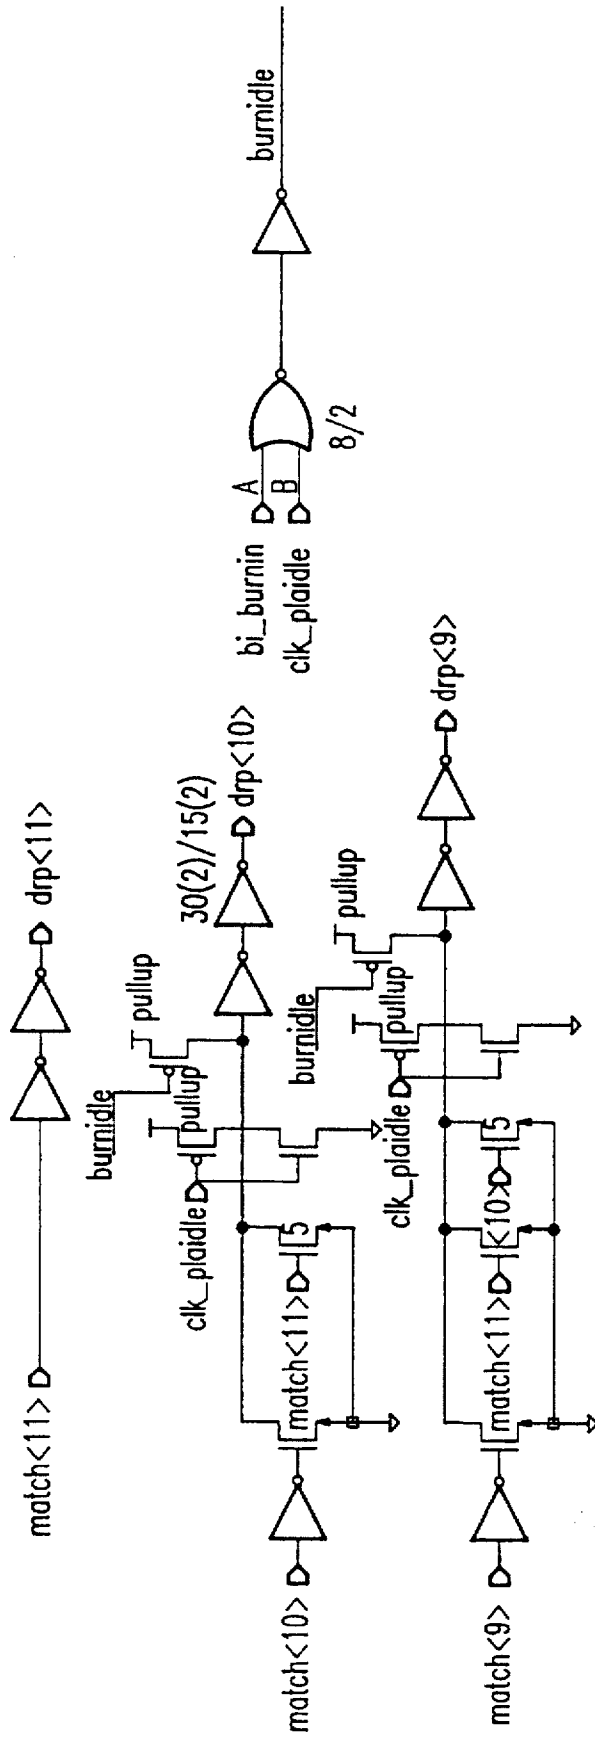 match<11>
drp<11>
burnidle
pullup
30(2)/15(2)
clk_plaidle
pullup
drp<10>
match<10>
match<11>
5
burnidle
pullup
clk_plaidle
pullup
drp<9>
match<9>
match<11>
<10>
5
bi_burnin
A
clk_plaidle
B
8/2
burnidle